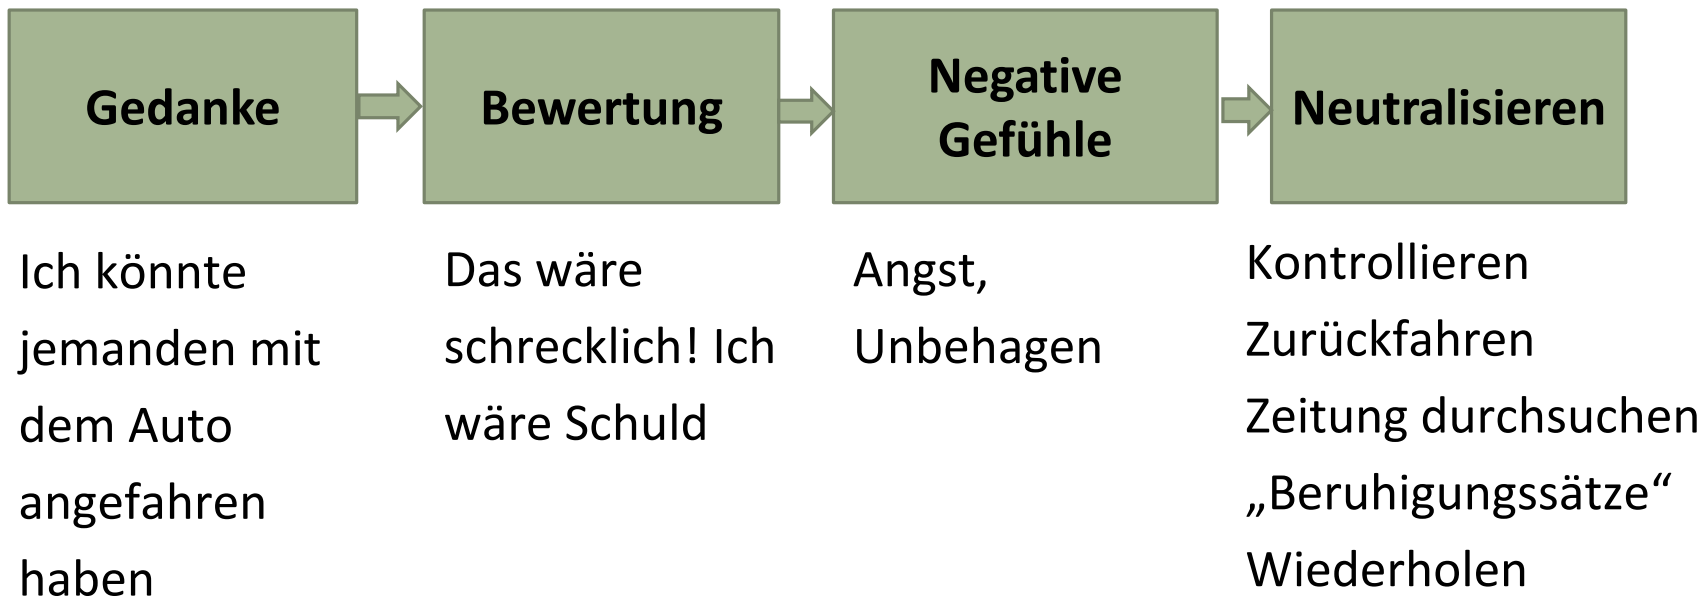 Gedanke
Bewertung
Negative
Gefühle
Neutralisieren
Ich könnte
jemanden mit
dem Auto
angefahren
haben
Das wäre
schrecklich! Ich
wäre Schuld
Angst,
Unbehagen
Kontrollieren
Zurückfahren
Zeitung durchsuchen
„Beruhigungssätze“
Wiederholen